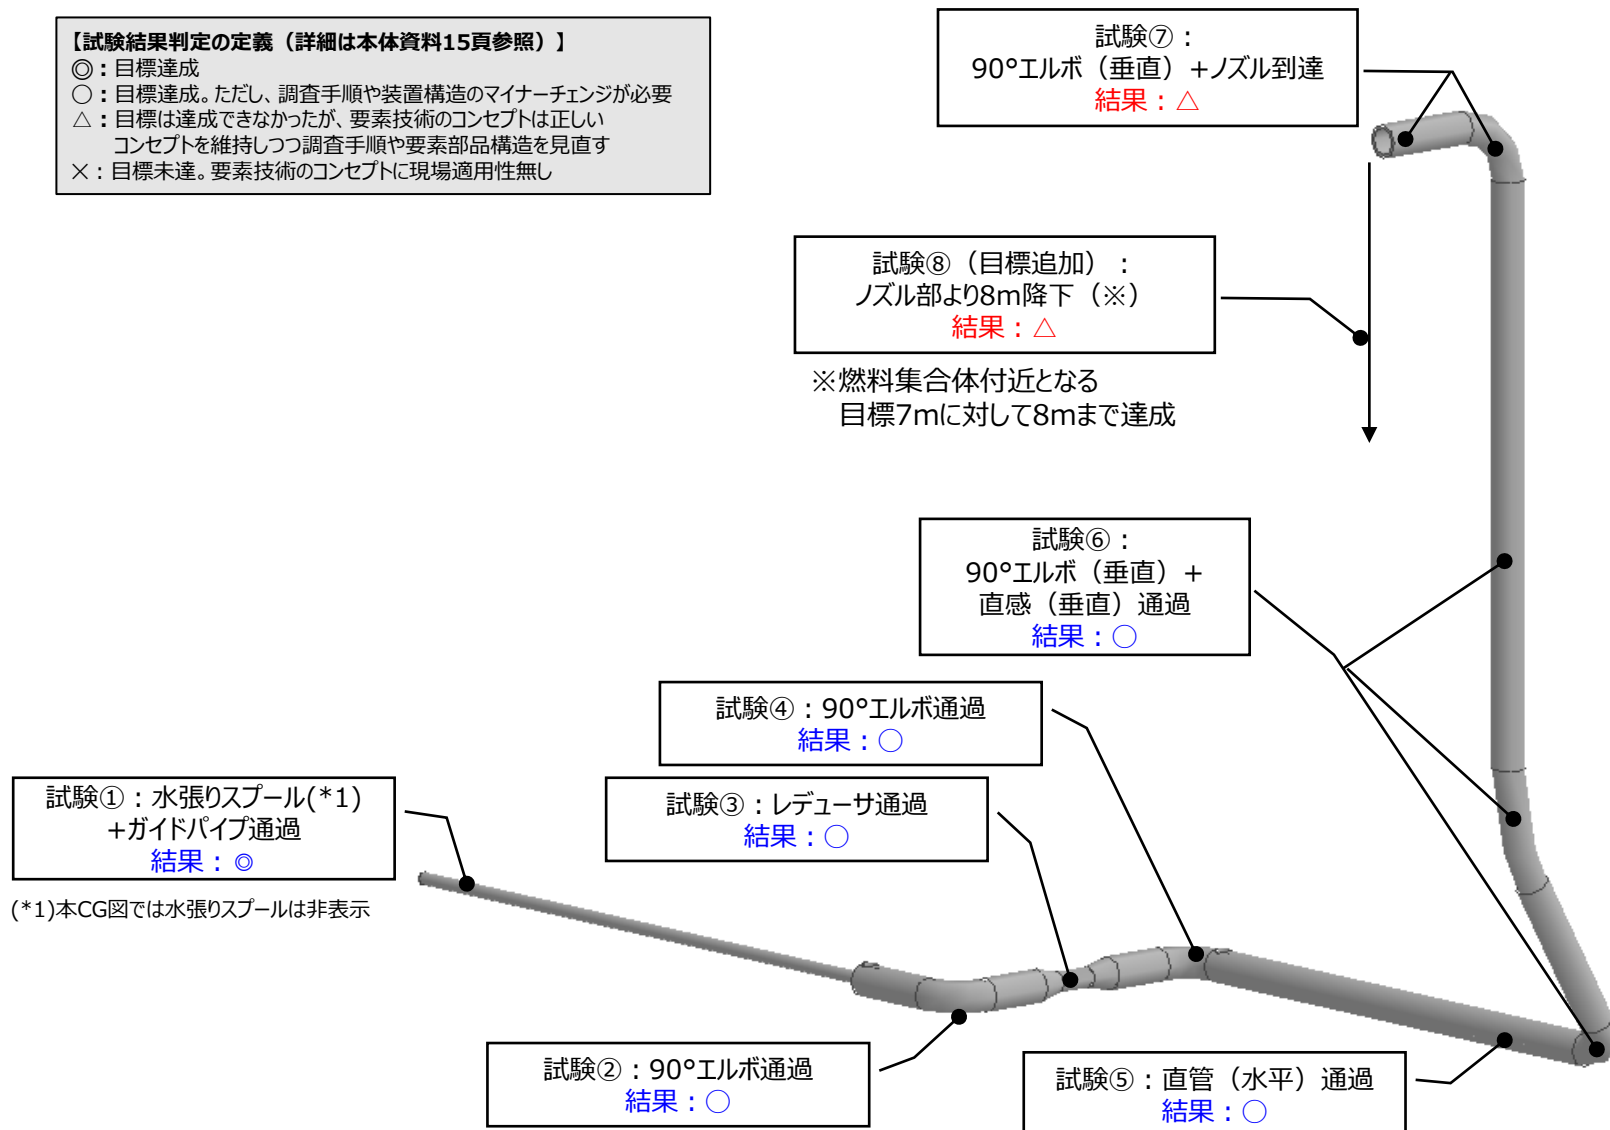 【試験結果判定の定義（詳細は本体資料15頁参照）】
◎：目標達成
○：目標達成。ただし、調査手順や装置構造のマイナーチェンジが必要
△：目標は達成できなかったが、要素技術のコンセプトは正しい
コンセプトを維持しつつ調査手順や要素部品構造を見直す
×：目標未達。要素技術のコンセプトに現場適用性無し
試験⑦：
90°エルボ（垂直）+ノズル到達
結果：△
試験⑧（目標追加）：
ノズル部より8m降下（※）
結果：△
※燃料集合体付近となる
目標7mに対して8mまで達成
試験⑥：
90°エルボ（垂直）+
直感（垂直）通過
結果：○
試験④：90°エルボ通過
結果：○
試験③：レデューサ通過
結果：○
試験①：水張りスプール(*1)
+ガイドパイプ通過
結果：◎
(*1)本CG図では水張りスプールは非表示
試験②：90°エルボ通過
結果：○
試験⑤：直管（水平）通過
結果：○